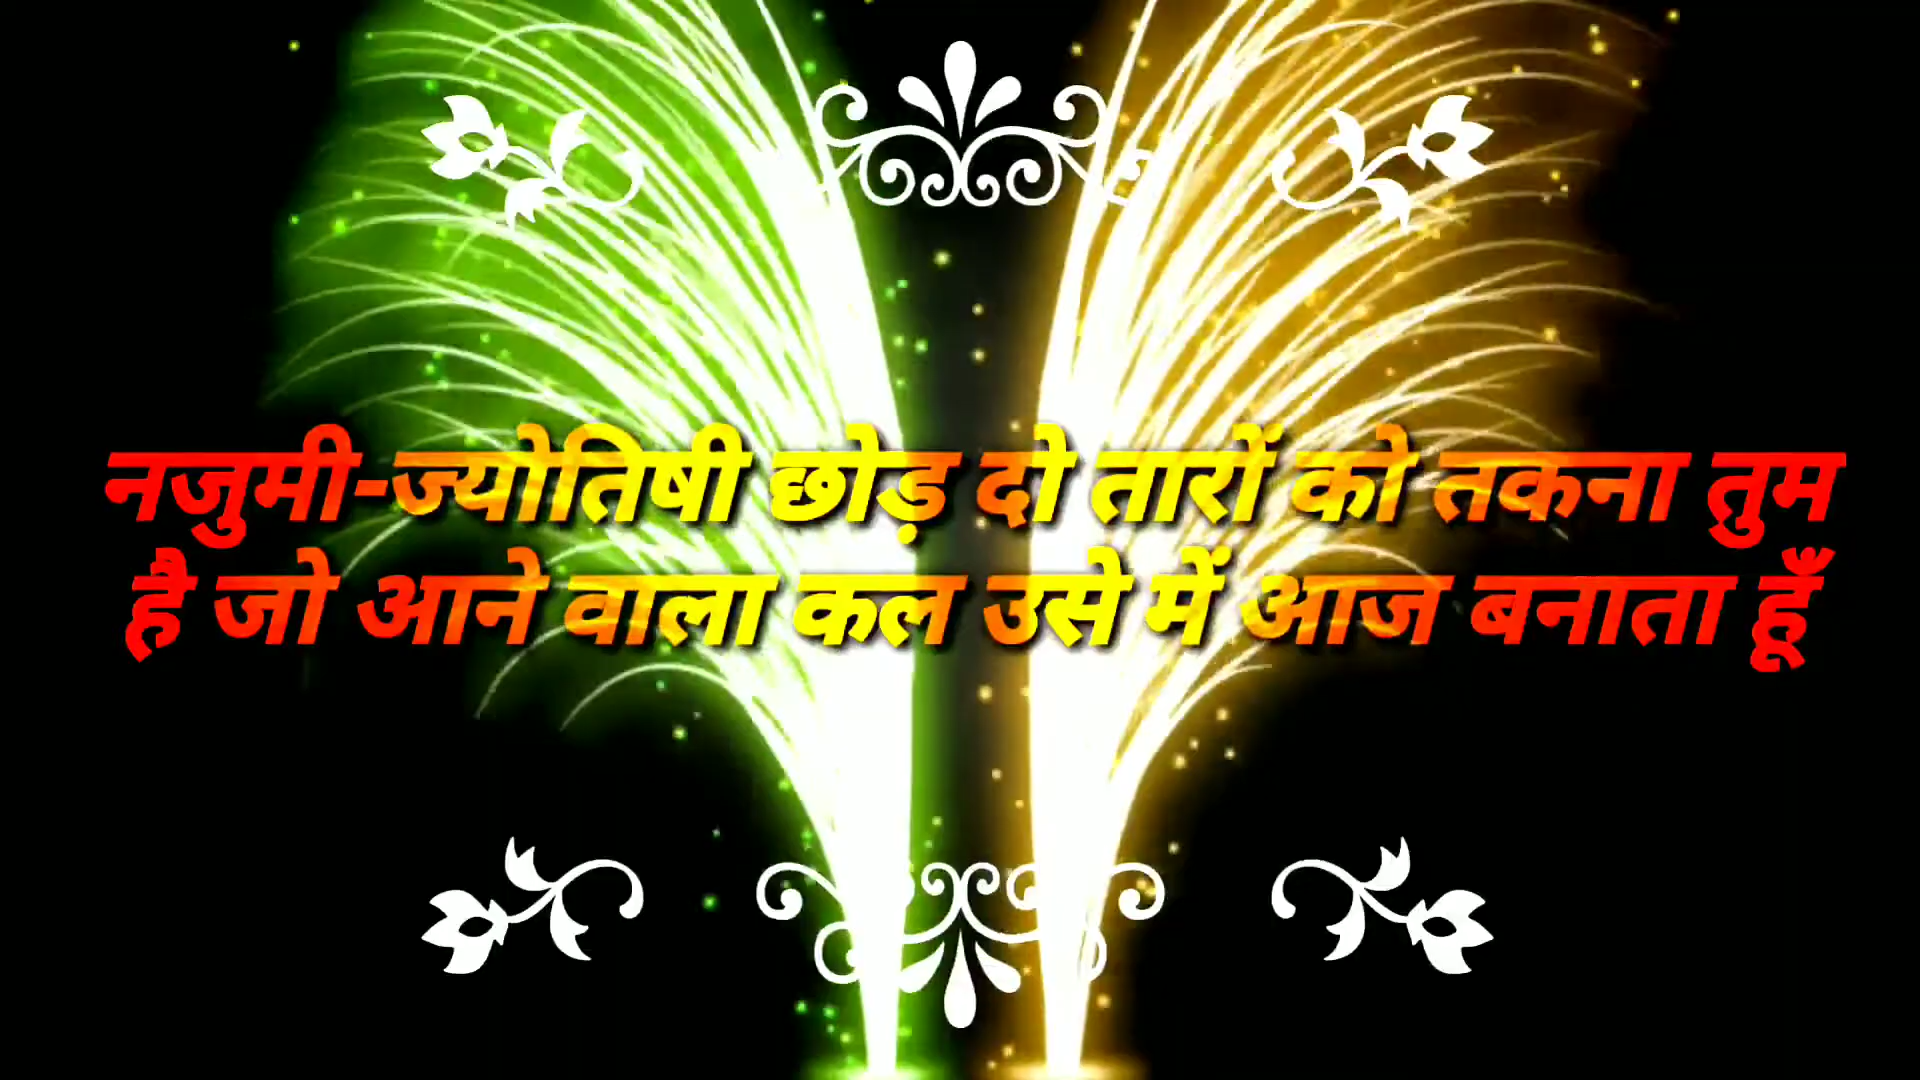 नजुमी-ज्योतिषी छोड़ दो तारों को तकना तुम
है जो आने वाला कल उसे में आज बनाता हूँ